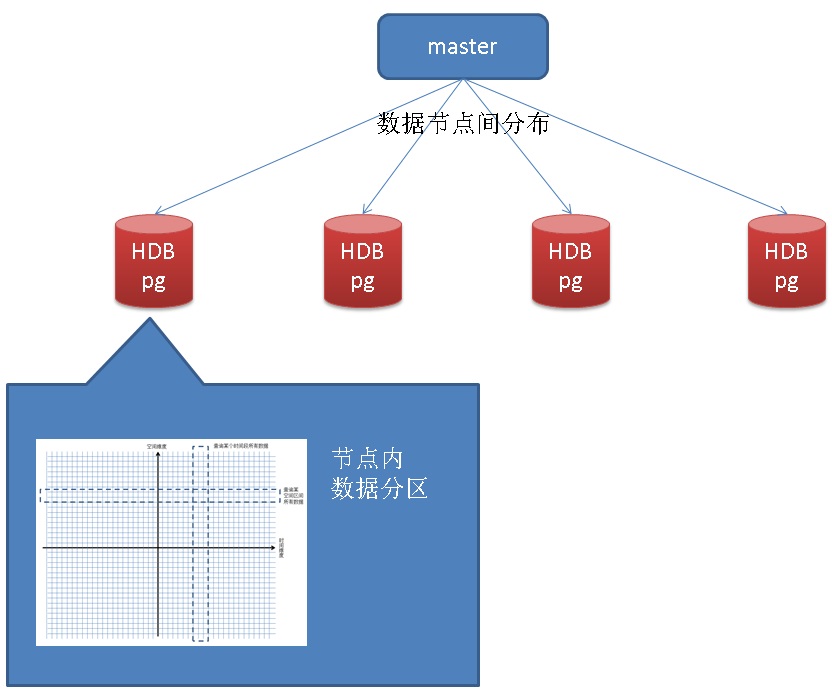 master
数据节点间分布
HDB
pg
HDB
pg
HDB
pg
HDB
pg
节点内
数据分区
空间维度
查询某个时间段所有数据
查询某
空间区间
所有数据
时间维度